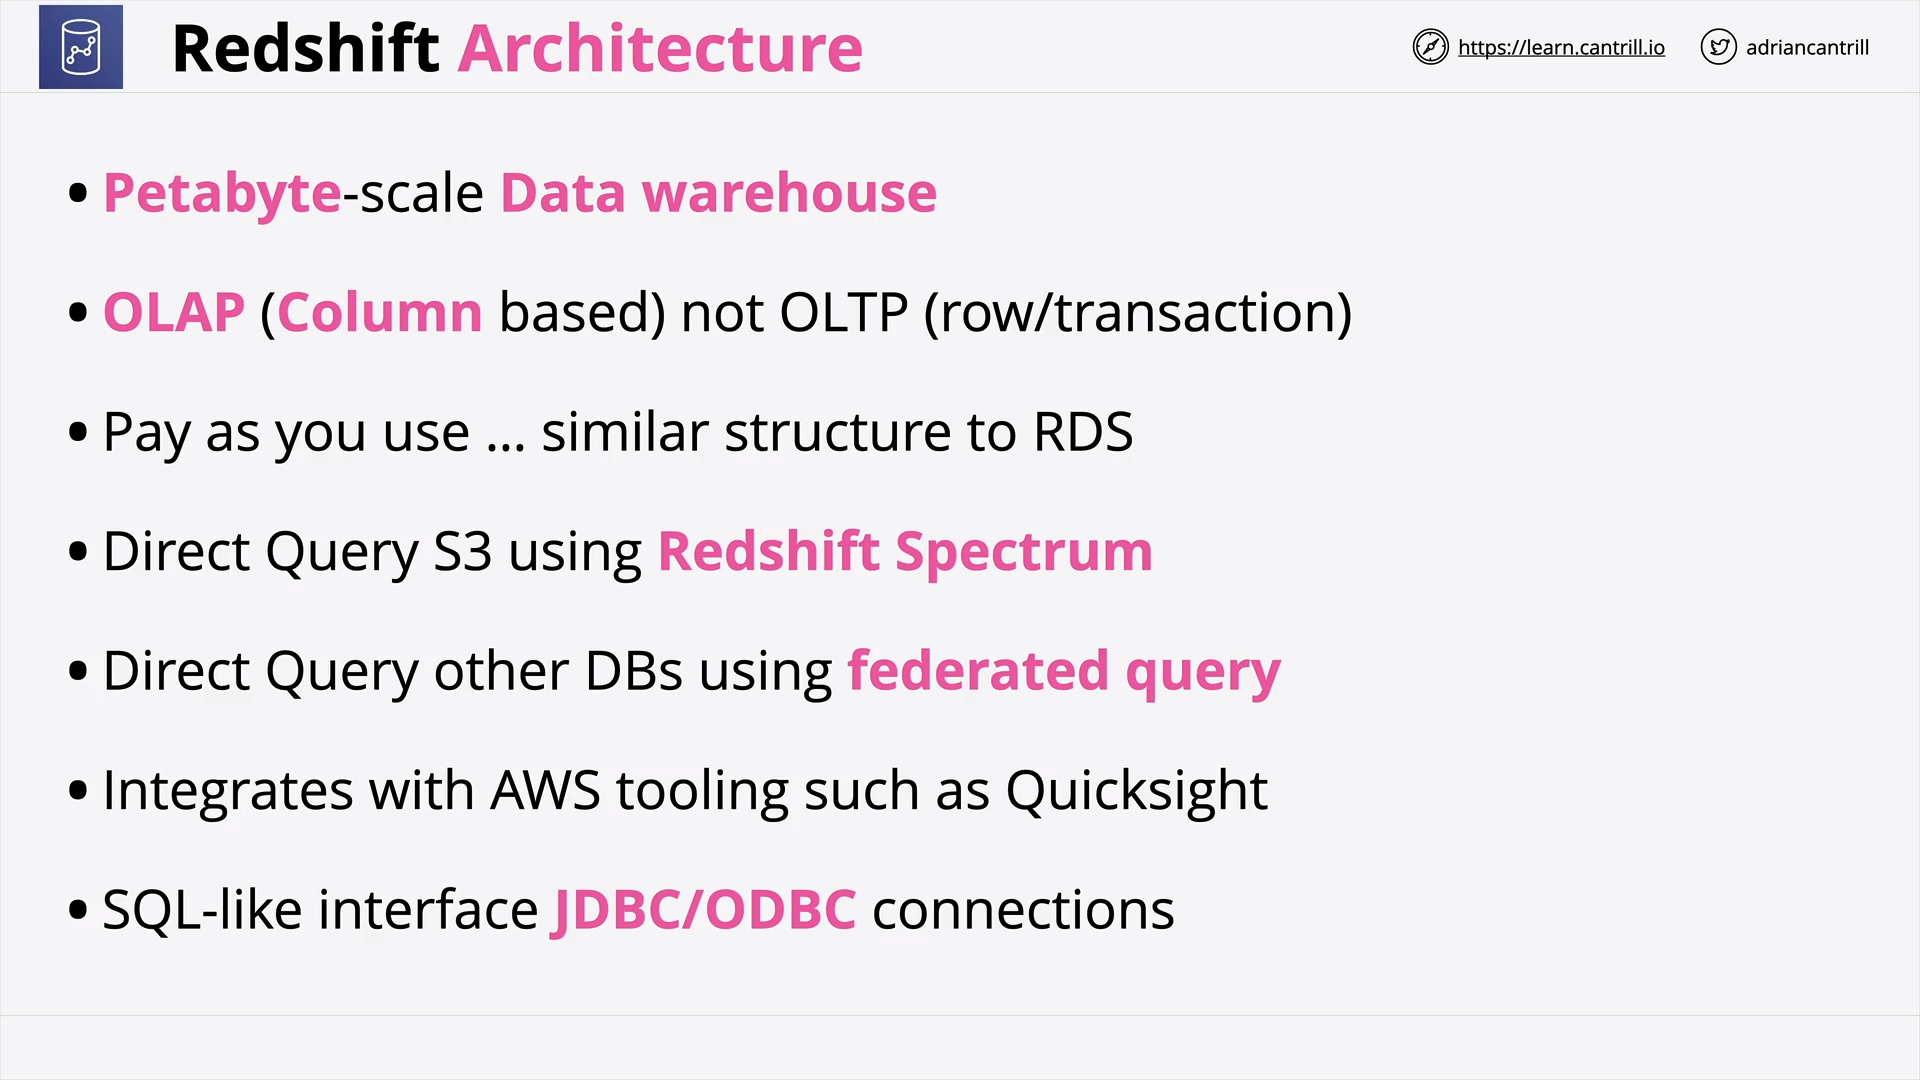 Redshift Architecture
https://learn.cantrill.io
adriancantrill
• Petabyte-scale Data warehouse
• OLAP (Column based) not OLTP (row/transaction)
• Pay as you use ... similar structure to RDS
• Direct Query S3 using Redshift Spectrum
• Direct Query other DBs using federated query
• Integrates with AWS tooling such as Quicksight
• SQL-like interface JDBC/ODBC connections